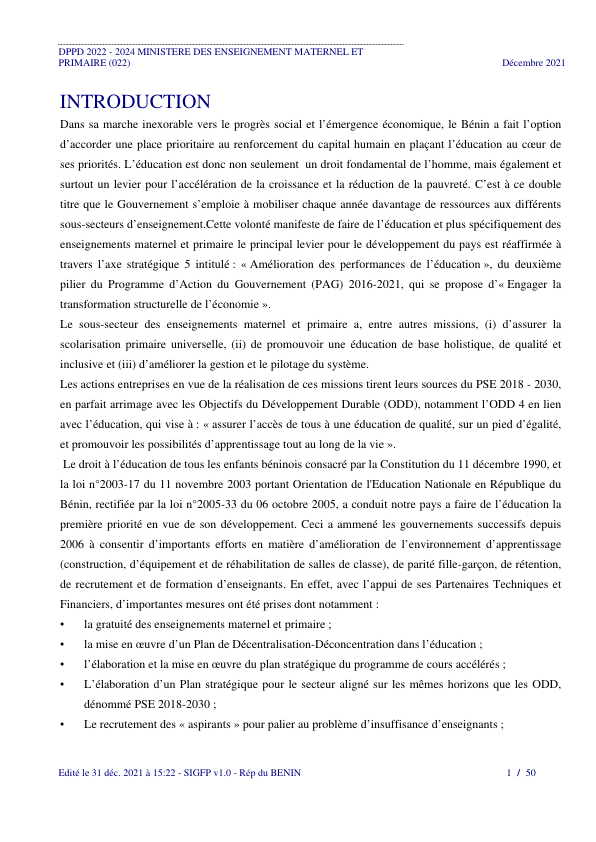 DPPD 2022 - 2024 MINISTERE DES ENSEIGNEMENT MATERNEL ET
PRIMAIRE (022)
Décembre 2021
INTRODUCTION
Dans sa marche inexorable vers le progrès social et l’émergence économique, le Bénin a fait l’option
d’accorder une place prioritaire au renforcement du capital humain en plaçant l’éducation au cœur de
ses priorités. L’éducation est donc non seulement un droit fondamental de l’homme, mais également et
surtout un levier pour l’accélération de la croissance et la réduction de la pauvreté. C’est à ce double
titre que le Gouvernement s’emploie à mobiliser chaque année davantage de ressources aux différents
sous-secteurs d’enseignement.Cette volonté manifeste de faire de l’éducation et plus spécifiquement des
enseignements maternel et primaire le principal levier pour le développement du pays est réaffirmée à
travers l’axe stratégique 5 intitulé : « Amélioration des performances de l’éducation », du deuxième
pilier du Programme d’Action du Gouvernement (PAG) 2016-2021, qui se propose d’« Engager la
transformation structurelle de l’économie ».
Le sous-secteur des enseignements maternel et primaire a, entre autres missions, (i) d’assurer la
scolarisation primaire universelle, (ii) de promouvoir une éducation de base holistique, de qualité et
inclusive et (iii) d’améliorer la gestion et le pilotage du système.
Les actions entreprises en vue de la réalisation de ces missions tirent leurs sources du PSE 2018 - 2030,
en parfait arrimage avec les Objectifs du Développement Durable (ODD), notamment l’ODD 4 en lien
avec l’éducation, qui vise à : « assurer l’accès de tous à une éducation de qualité, sur un pied d’égalité,
et promouvoir les possibilités d’apprentissage tout au long de la vie ».
Le droit à l’éducation de tous les enfants béninois consacré par la Constitution du 11 décembre 1990, et
la loi n°2003-17 du 11 novembre 2003 portant Orientation de l'Education Nationale en République du
Bénin, rectifiée par la loi n°2005-33 du 06 octobre 2005, a conduit notre pays a faire de l’éducation la
première priorité en vue de son développement. Ceci a ammené les gouvernements successifs depuis
2006 à consentir d’importants efforts en matière d’amélioration de l’environnement d’apprentissage
(construction, d’équipement et de réhabilitation de salles de classe), de parité fille-garçon, de rétention,
de recrutement et de formation d’enseignants. En effet, avec l’appui de ses Partenaires Techniques et
Financiers, d’importantes mesures ont été prises dont notamment :
• la gratuité des enseignements maternel et primaire ;
• la mise en œuvre d’un Plan de Décentralisation-Déconcentration dans l’éducation ;
• l’élaboration et la mise en œuvre du plan stratégique du programme de cours accélérés ;
• L’élaboration d’un Plan stratégique pour le secteur aligné sur les mêmes horizons que les ODD,
dénommé PSE 2018-2030 ;
• Le recrutement des « aspirants » pour palier au problème d’insuffisance d’enseignants ;
Edité le 31 déc. 2021 à 15:22 - SIGFP v1.0 - Rép du BENIN
1 / 50